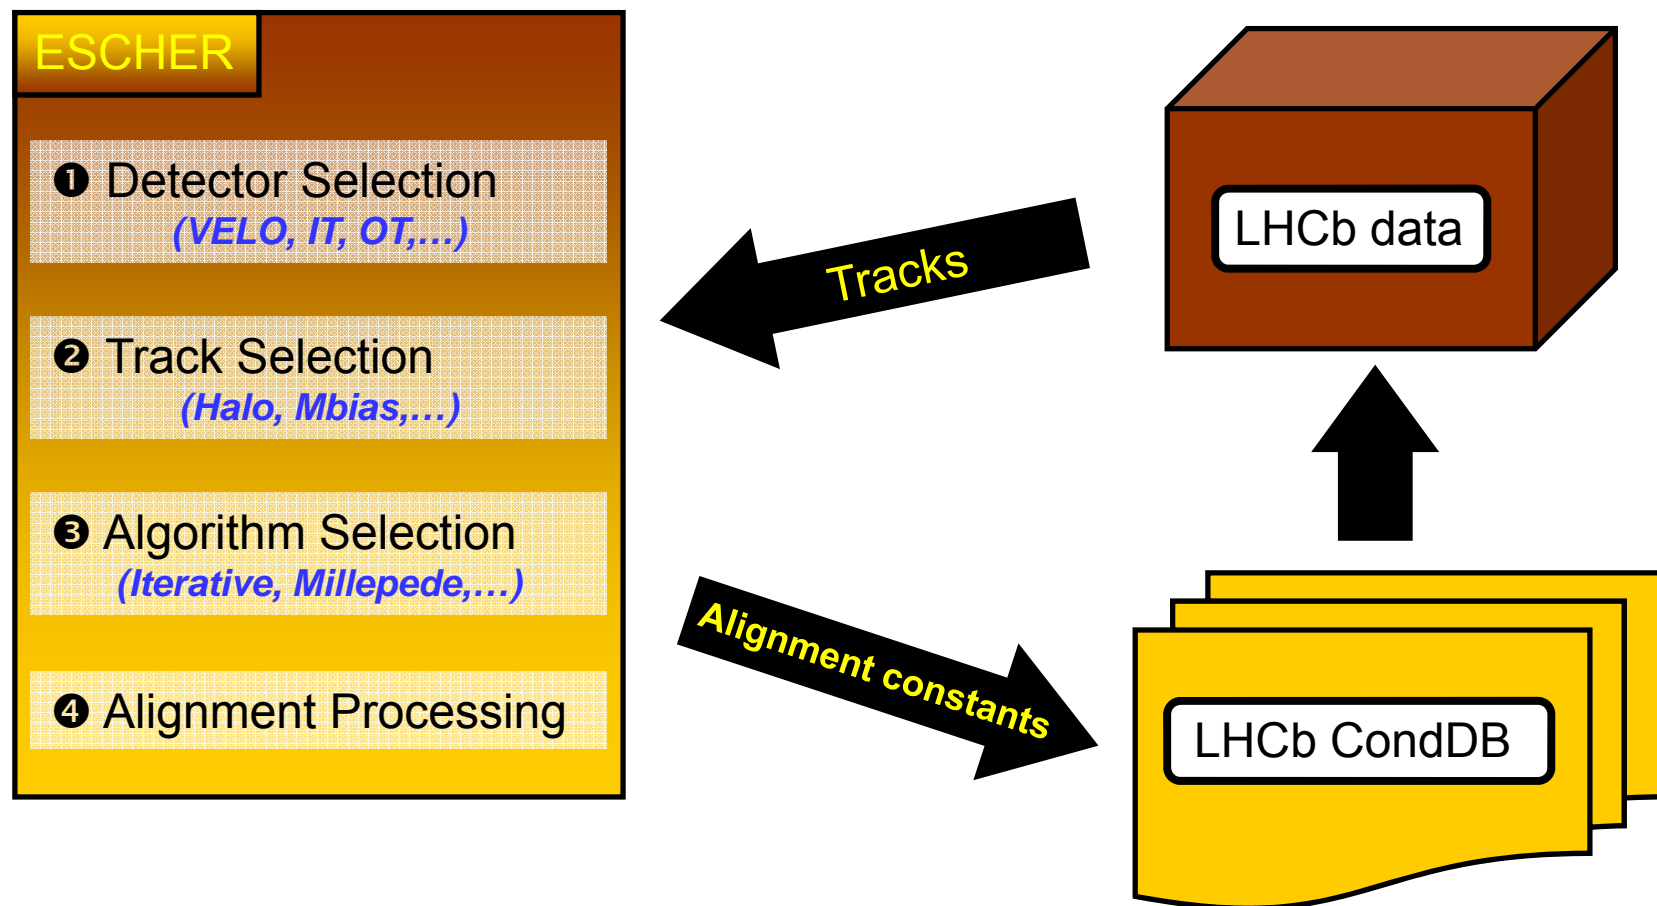 ESCHER
❶ Detector Selection
(VELO, IT, OT,…)
❷ Track Selection
(Halo, Mbias,…)
❸ Algorithm Selection
(Iterative, Millepede,…)
❹ Alignment Processing
Tracks
Alignment constants
LHCb data
LHCb CondDB